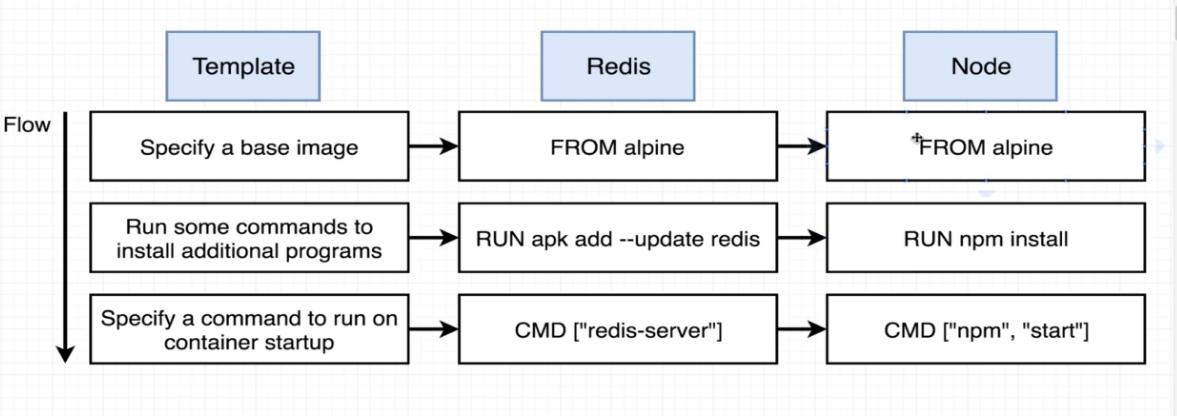 Template
Redis
Node
Flow
Specify a base image
FROM alpine
FROM alpine
Run some commands to
install additional programs
RUN apk add --update redis
RUN npm install
Specify a command to run on
container startup
CMD ["redis-server"]
CMD ["npm", "start"]